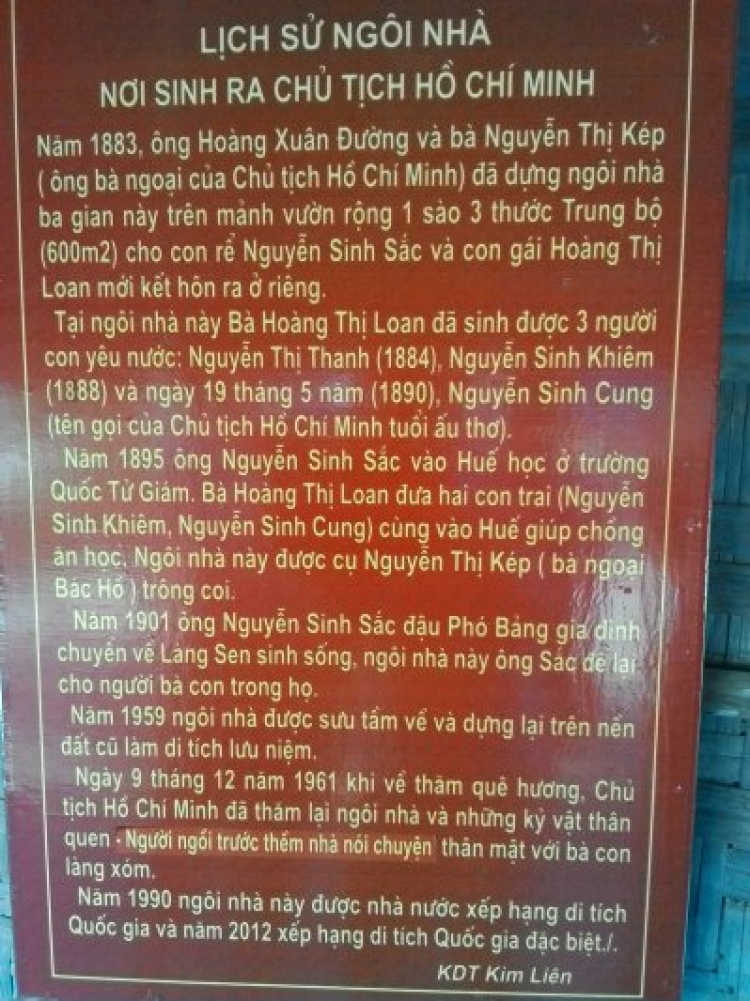 LỊCH SỬ NGÔI NHÀ
NƠI SINH RA CHỦ TỊCH HỒ CHÍ MINH
Năm 1883, ông Hoàng Xuân Đường và bà Nguyễn Thị Kép
( ông bà ngoại của Chủ tịch Hồ Chí Minh) đã dựng ngôi nhà
ba gian này trên mảnh vườn rộng 1 sào 3 thước Trung bộ
(600m2) cho con rể Nguyễn Sinh Sắc và con gái Hoàng Thị
Loan mới kết hôn ra ở riêng.
Tại ngôi nhà này Bà Hoàng Thị Loan đã sinh được 3 người
con yêu nước: Nguyễn Thị Thanh (1884), Nguyễn Sinh Khiêm
(1888) và ngày 19 tháng 5 năm (1890), Nguyễn Sinh Cung
(tên gọi của Chủ tịch Hồ Chí Minh tuổi ấu thơ).
Năm 1895 ông Nguyễn Sinh Sắc vào Huế học ở trường
Quốc Tử Giám. Bà Hoàng Thị Loan đưa hai con trai (Nguyễn
Sinh Khiêm, Nguyễn Sinh Cung) cùng vào Huế giúp chồng
ăn học. Ngôi nhà này được cụ Nguyễn Thị Kép ( bà ngoại
Bác Hồ ) trông coi.
Năm 1901 ông Nguyễn Sinh Sắc đậu Phó Bảng gia đình
chuyển về Làng Sen sinh sống, ngôi nhà này ông Sắc để lại
cho người bà con trong họ.
Năm 1959 ngôi nhà được sưu tầm về và dựng lại trên nền
đất cũ làm di tích lưu niệm.
Ngày 9 tháng 12 năm 1961 khi về thăm quê hương, Chủ
tịch Hồ Chí Minh đã thăm lại ngôi nhà và những kỷ vật thân
quen - Người ngồi trước thềm nhà nói chuyện thân mật với bà con
làng xóm.
Năm 1990 ngôi nhà này được nhà nước xếp hạng di tích
Quốc gia và năm 2012 xếp hạng di tích Quốc gia đặc biệt./.
KDT Kim Liên